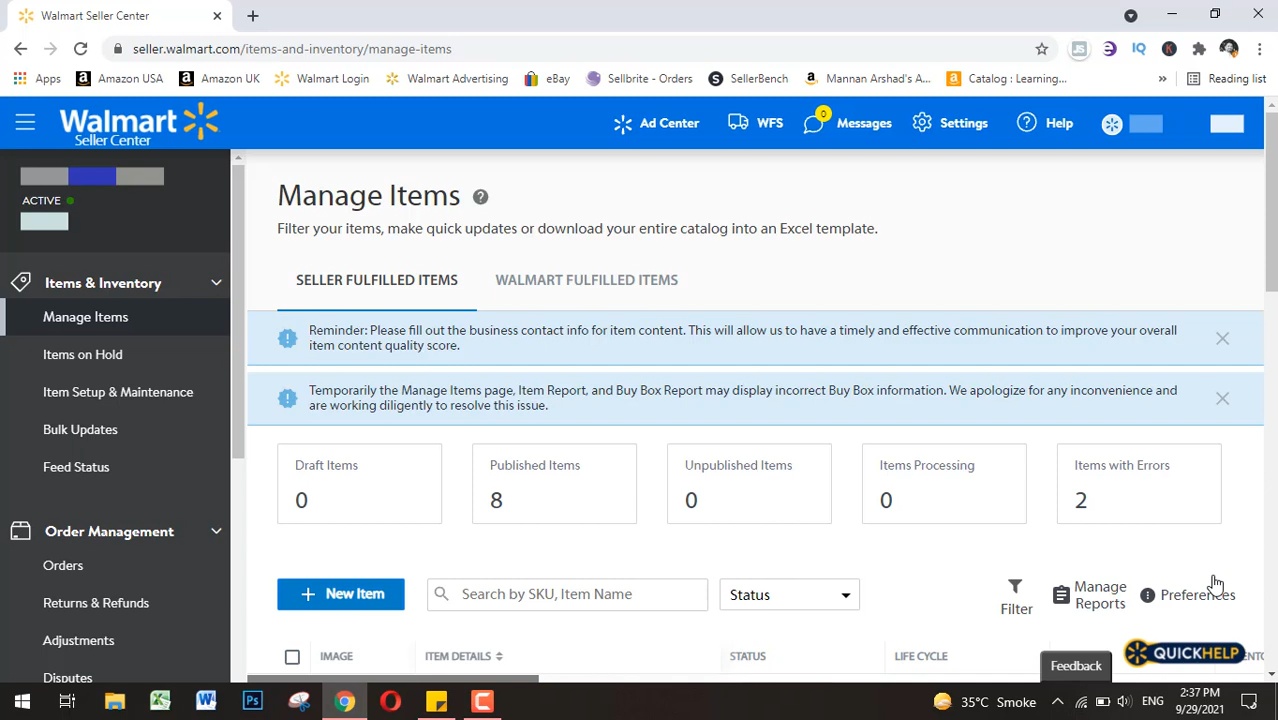 Walmart Seller Center
seller.walmart.com/items-and-inventory/manage-items
JS
IQ
K
Apps
Amazon USA
Amazon UK
Walmart Login
Walmart Advertising
eBay
Sellbrite - Orders
SellerBench
Mannan Arshad's A...
Catalog : Learning...
»
Reading list
Walmart
Seller Center
Ad Center
WFS
0
Messages
Settings
Help
ACTIVE
Items & Inventory
Manage Items
Items on Hold
Item Setup & Maintenance
Bulk Updates
Feed Status
Order Management
Orders
Returns & Refunds
Adjustments
Disputes
Manage Items
Filter your items, make quick updates or download your entire catalog into an Excel template.
SELLER FULFILLED ITEMS
WALMART FULFILLED ITEMS
Reminder: Please fill out the business contact info for item content. This will allow us to have a timely and effective communication to improve your overall
item content quality score.
Temporarily the Manage Items page, Item Report, and Buy Box Report may display incorrect Buy Box information. We apologize for any inconvenience and
are working diligently to resolve this issue.
Draft Items
0
Published Items
8
Unpublished Items
0
Items Processing
0
Items with Errors
2
+ New Item
Search by SKU, Item Name
Status
Filter
Manage
Reports
Preferences
IMAGE
ITEM DETAILS
STATUS
LIFE CYCLE
QUICKHELP
Feedback
Ps
35°C Smoke
ENG
2:37 PM
9/29/2021